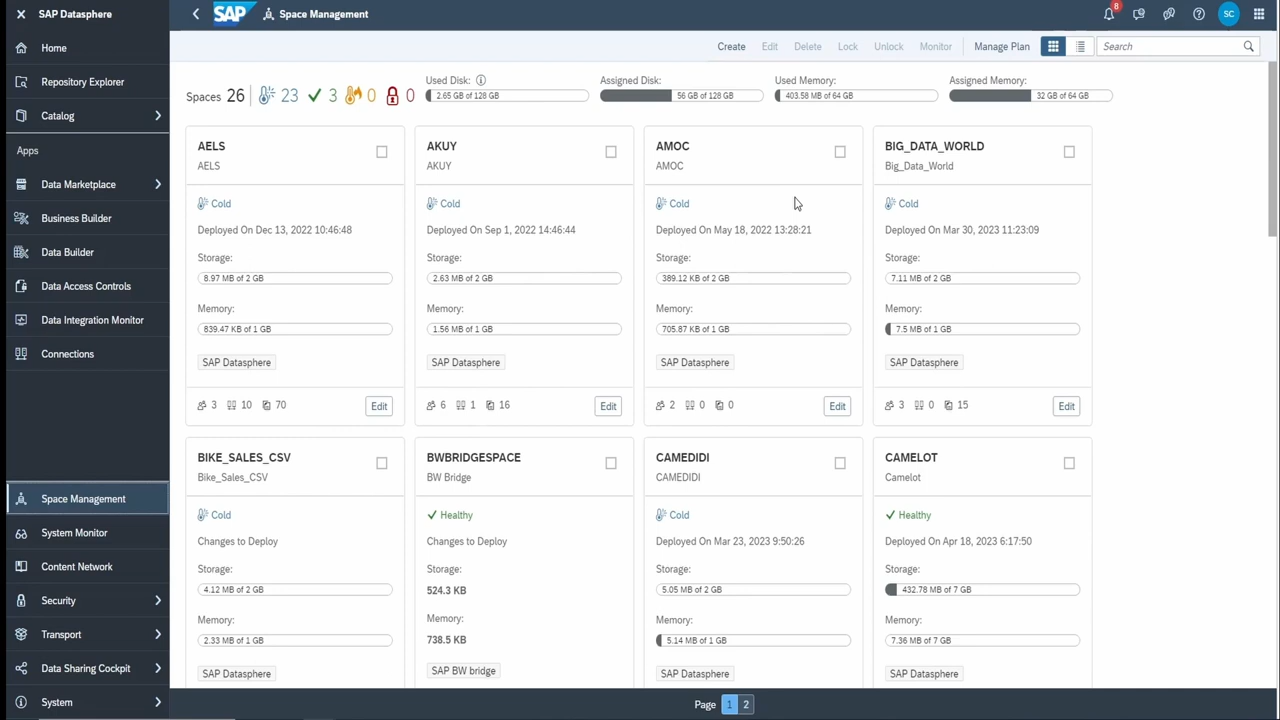 SAP Datasphere
SAP
Space Management
8
SC
Home
Repository Explorer
Catalog
Apps
Data Marketplace
Business Builder
Data Builder
Data Access Controls
Data Integration Monitor
Connections
Space Management
System Monitor
Content Network
Security
Transport
Data Sharing Cockpit
System
Create Edit Delete Lock Unlock Monitor Manage Plan Search
Spaces 26 23 3 0 0
Used Disk:
2.65 GB of 128 GB
Assigned Disk:
56 GB of 128 GB
Used Memory:
403.58 MB of 64 GB
Assigned Memory:
32 GB of 64 GB
AELS
AELS
Cold
Deployed On Dec 13, 2022 10:46:48
Storage:
8.97 MB of 2 GB
Memory:
839.47 KB of 1 GB
SAP Datasphere
3 10 70 Edit
AKUY
AKUY
Cold
Deployed On Sep 1, 2022 14:46:44
Storage:
2.63 MB of 2 GB
Memory:
1.56 MB of 1 GB
SAP Datasphere
6 1 16 Edit
AMOC
AMOC
Cold
Deployed On May 18, 2022 13:28:21
Storage:
389.12 KB of 2 GB
Memory:
705.87 KB of 1 GB
SAP Datasphere
2 0 0 Edit
BIG_DATA_WORLD
Big_Data_World
Cold
Deployed On Mar 30, 2023 11:23:09
Storage:
7.11 MB of 2 GB
Memory:
7.5 MB of 1 GB
SAP Datasphere
3 0 15 Edit
BIKE_SALES_CSV
Bike_Sales_CSV
Cold
Changes to Deploy
Storage:
4.12 MB of 2 GB
Memory:
2.33 MB of 1 GB
SAP Datasphere
BWBRIDGESPACE
BW Bridge
Healthy
Changes to Deploy
Storage:
524.3 KB
Memory:
738.5 KB
SAP BW bridge
CAMEDIDI
CAMEDIDI
Cold
Deployed On Mar 23, 2023 9:50:26
Storage:
5.05 MB of 2 GB
Memory:
5.14 MB of 1 GB
SAP Datasphere
CAMELOT
Camelot
Healthy
Deployed On Apr 18, 2023 6:17:50
Storage:
432.78 MB of 7 GB
Memory:
7.36 MB of 7 GB
SAP Datasphere
Page 1 2